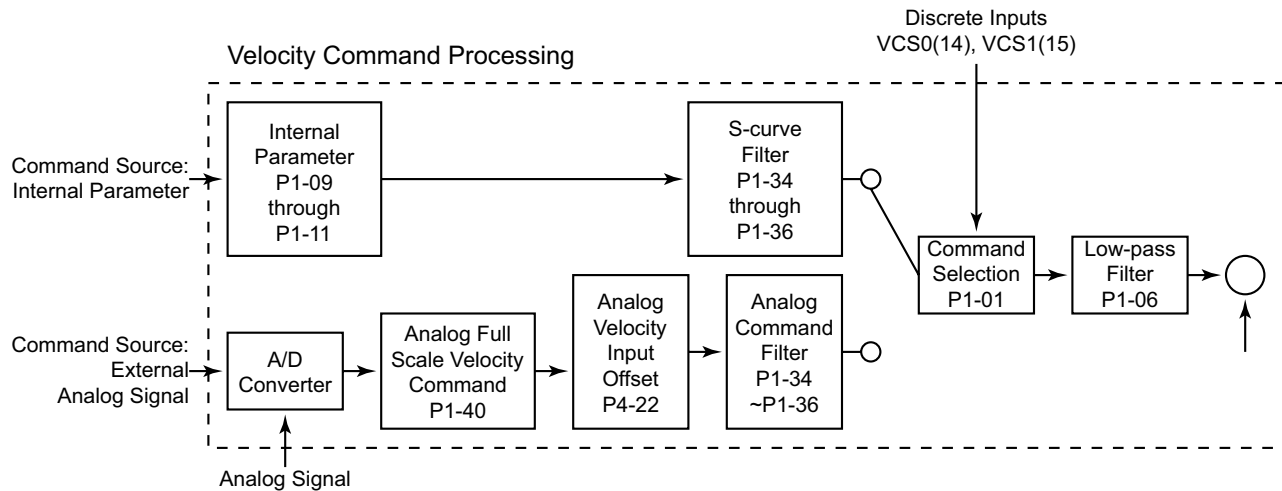 Discrete Inputs
VCS0(14), VCS1(15)
Velocity Command Processing
Command Source:
Internal Parameter
Internal
Parameter
P1-09
through
P1-11
S-curve
Filter
P1-34
through
P1-36
Command
Selection
P1-01
Low-pass
Filter
P1-06
Command Source:
External
Analog Signal
A/D
Converter
Analog Full
Scale Velocity
Command
P1-40
Analog
Velocity
Input
Offset
P4-22
Analog
Command
Filter
P1-34
~P1-36
Analog Signal